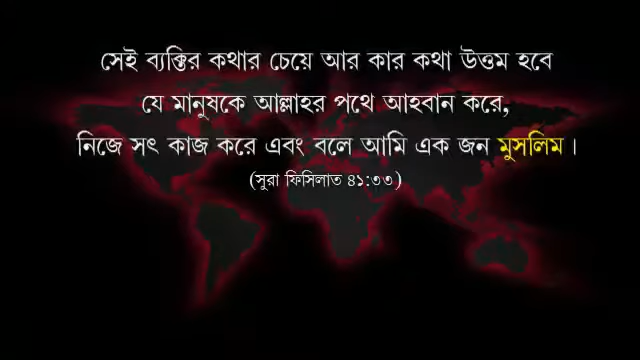 সেই ব্যক্তির কথার চেয়ে আর কার কথা উত্তম হবে
যে মানুষকে আল্লাহর পথে আহবান করে,
নিজে সৎ কাজ করে এবং বলে আমি এক জন মুসলিম।
(সুরা ফিসিলাত ৪১:৩৩)